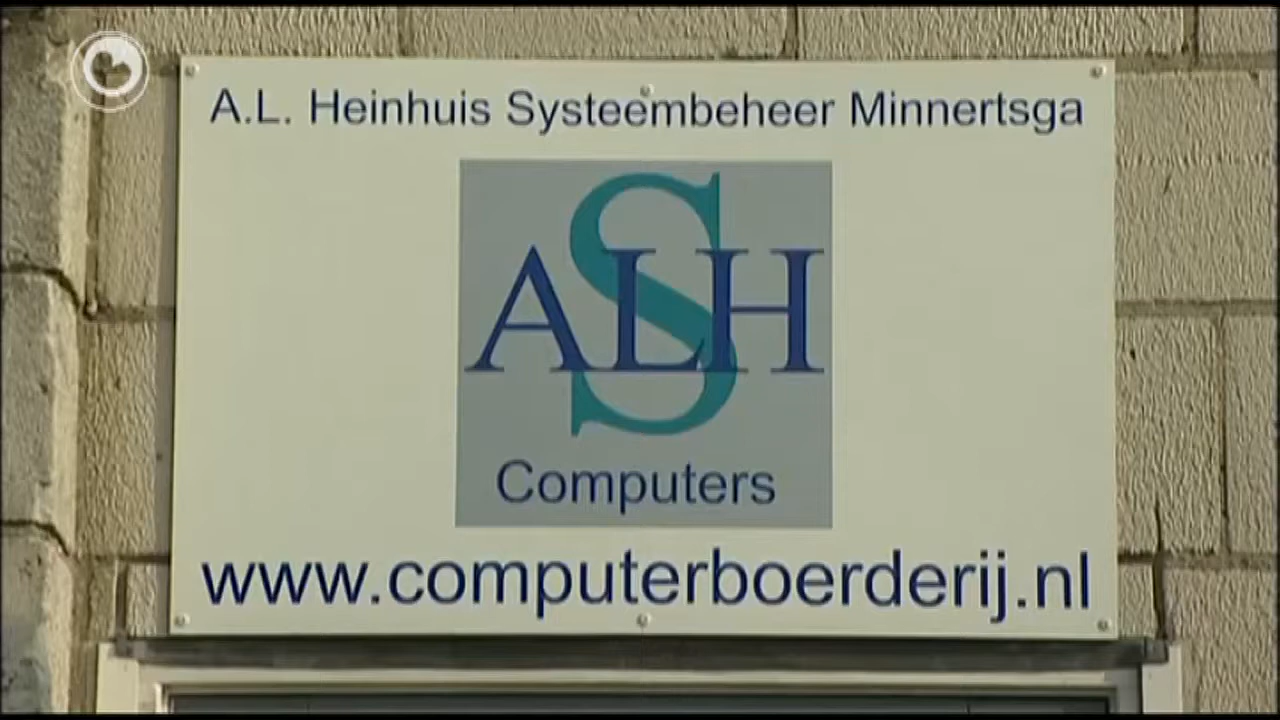 A.L. Heinhuis Systeembeheer Minnertsga
S
ALH
Computers
www.computerboerderij.nl